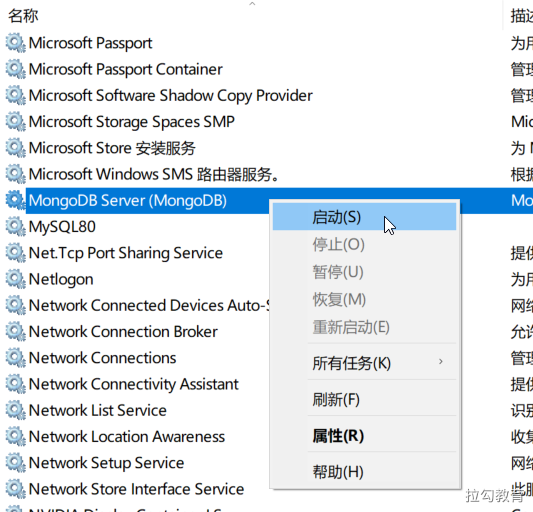 名称 描述
Microsoft Passport 为用
Microsoft Passport Container 管理
Microsoft Software Shadow Copy Provider 管理
Microsoft Storage Spaces SMP Mic
Microsoft Store 安装服务 为 M
Microsoft Windows SMS 路由器服务。 根据
MongoDB Server (MongoDB) Mo
MySQL80
Net.Tcp Port Sharing Service 提供
Netlogon 为用
Network Connected Devices Auto-S 网络
Network Connection Broker 允许
Network Connections 管理
Network Connectivity Assistant 提供
Network List Service 识别
Network Location Awareness 收集
Network Setup Service 网络
Network Store Interface Service 此服
启动(S)
停止(O)
暂停(U)
恢复(M)
重新启动(E)
所有任务(K)
刷新(F)
属性(R)
帮助(H)
拉勾教育